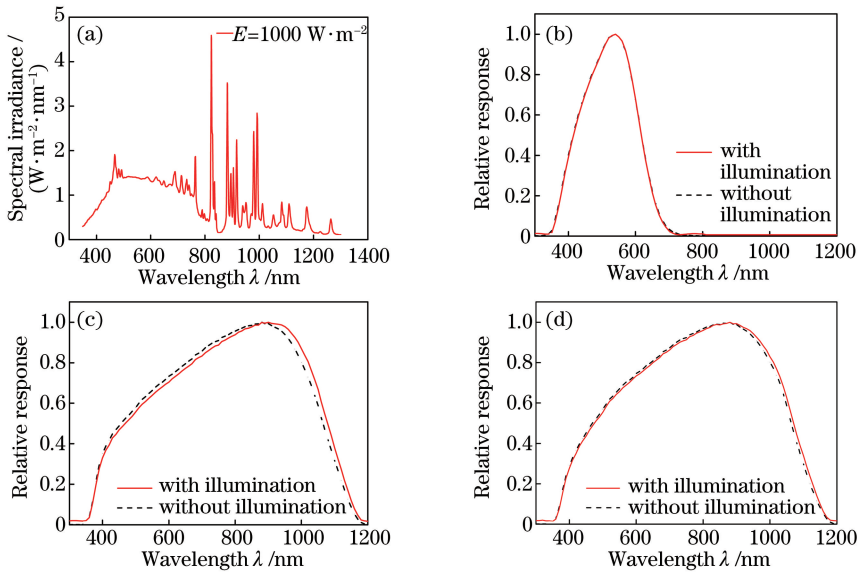 (a)
E=1000 W·m⁻²
Spectral irradiance /
(W·m⁻²·nm⁻¹)
5
4
3
2
1
0
400 600 800 1000 1200 1400
Wavelength λ /nm
(b)
Relative response
1.0
0.8
0.6
0.4
0.2
0
with
illumination
without
illumination
400 600 800 1000 1200
Wavelength λ /nm
(c)
Relative response
1.0
0.8
0.6
0.4
0.2
0
with illumination
without illumination
400 600 800 1000 1200
Wavelength λ /nm
(d)
Relative response
1.0
0.8
0.6
0.4
0.2
0
with illumination
without illumination
400 600 800 1000 1200
Wavelength λ /nm